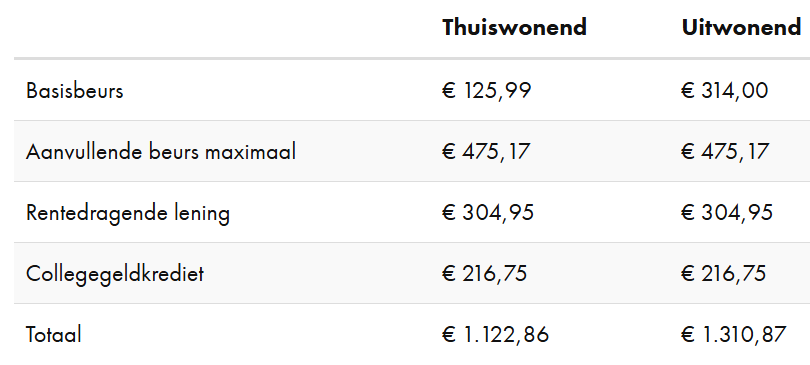 Thuiswonend Uitwonend
Basisbeurs € 125,99 € 314,00
Aanvullende beurs maximaal € 475,17 € 475,17
Rentedragende lening € 304,95 € 304,95
Collegegeldkrediet € 216,75 € 216,75
Totaal € 1.122,86 € 1.310,87